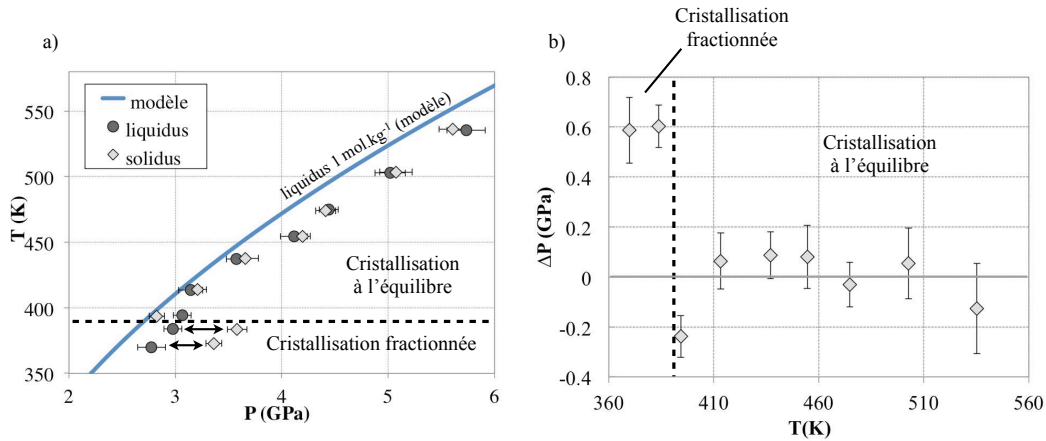 a)
modèle
liquidus
solidus
liquidus 1 mol.kg⁻¹ (modèle)
Cristallisation
à l'équilibre
Cristallisation fractionnée
T (K)
550
500
450
400
350
2
3
4
5
6
P (GPa)
b)
Cristallisation
fractionnée
Cristallisation
à l'équilibre
ΔP (GPa)
0.8
0.6
0.4
0.2
0
-0.2
-0.4
360
410
460
510
560
T(K)